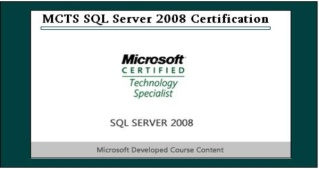 MCTS SQL Server 2008 Certification
Microsoft
CERTIFIED
Technology
Specialist
SQL SERVER 2008
Microsoft Developed Course Content